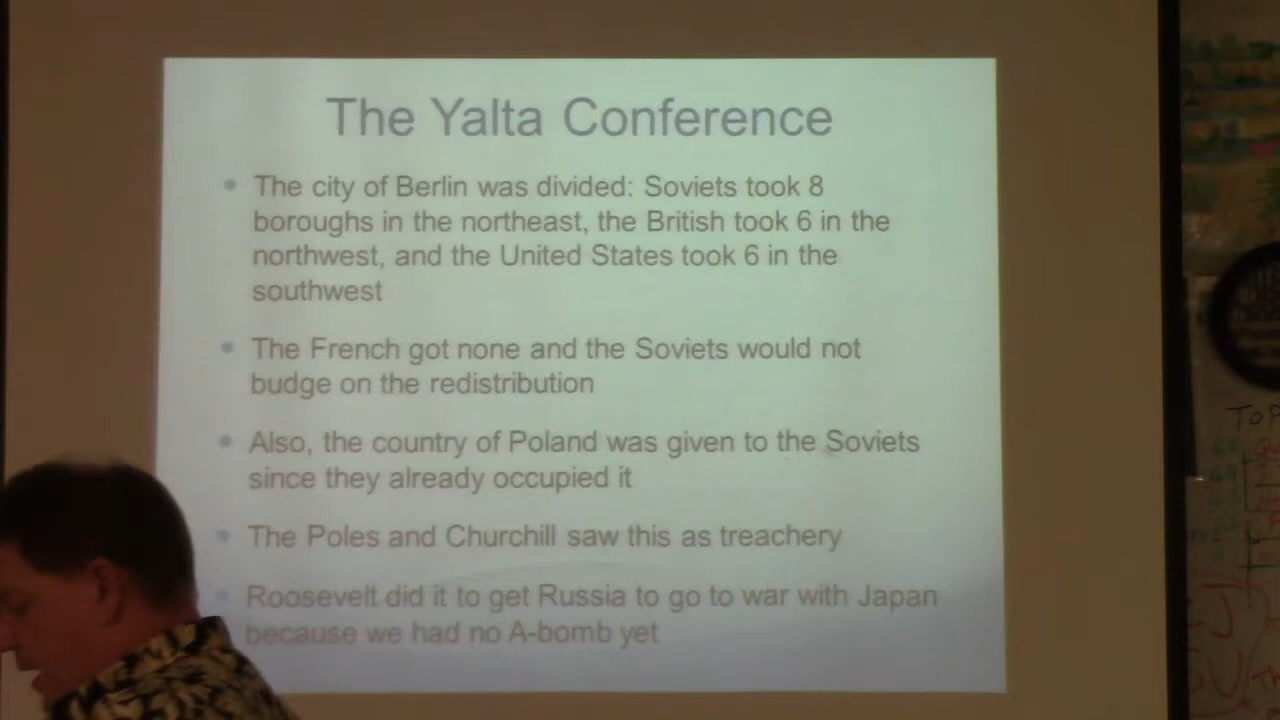 The Yalta Conference
• The city of Berlin was divided: Soviets took 8
boroughs in the northeast, the British took 6 in the
northwest, and the United States took 6 in the
southwest
• The French got none and the Soviets would not
budge on the redistribution
• Also, the country of Poland was given to the Soviets
since they already occupied it
• The Poles and Churchill saw this as treachery
• Roosevelt did it to get Russia to go to war with Japan
because we had no A-bomb yet